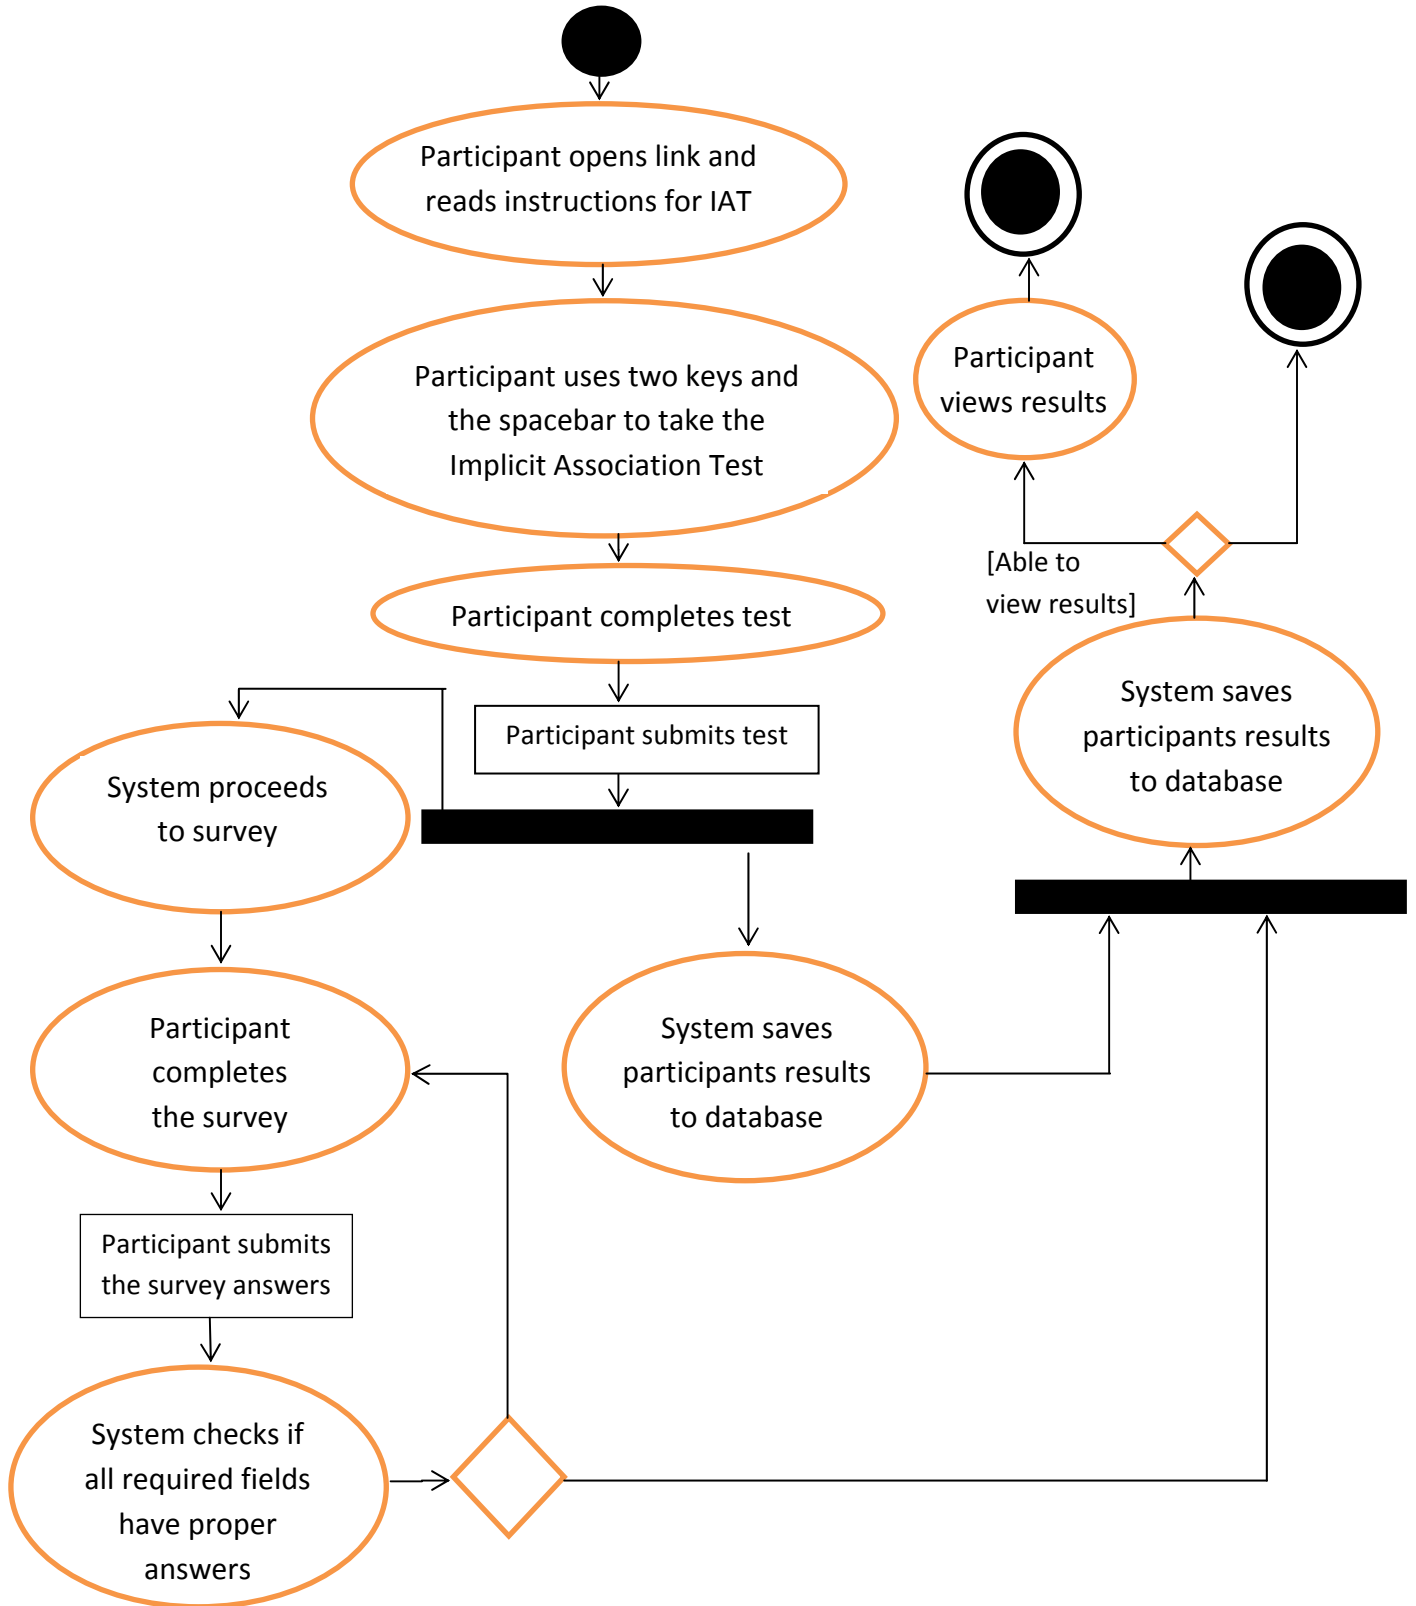 Participant opens link and
reads instructions for IAT
Participant uses two keys and
the spacebar to take the
Implicit Association Test
Participant completes test
Participant submits test
System proceeds
to survey
Participant
completes
the survey
Participant submits
the survey answers
System checks if
all required fields
have proper
answers
System saves
participants results
to database
System saves
participants results
to database
[Able to
view results]
Participant
views results